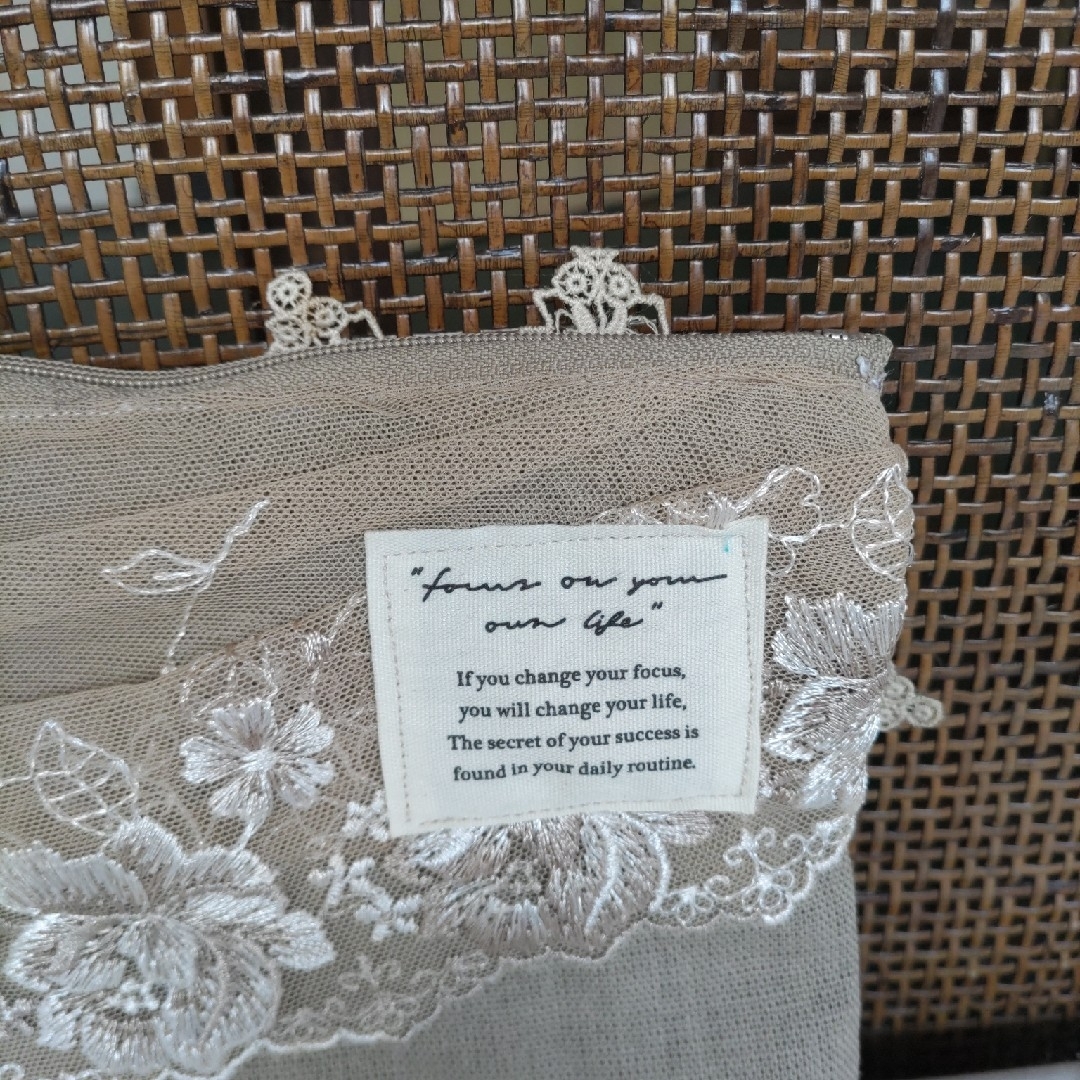 "focus on your
own life"
If you change your focus,
you will change your life,
The secret of your success is
found in your daily routine.